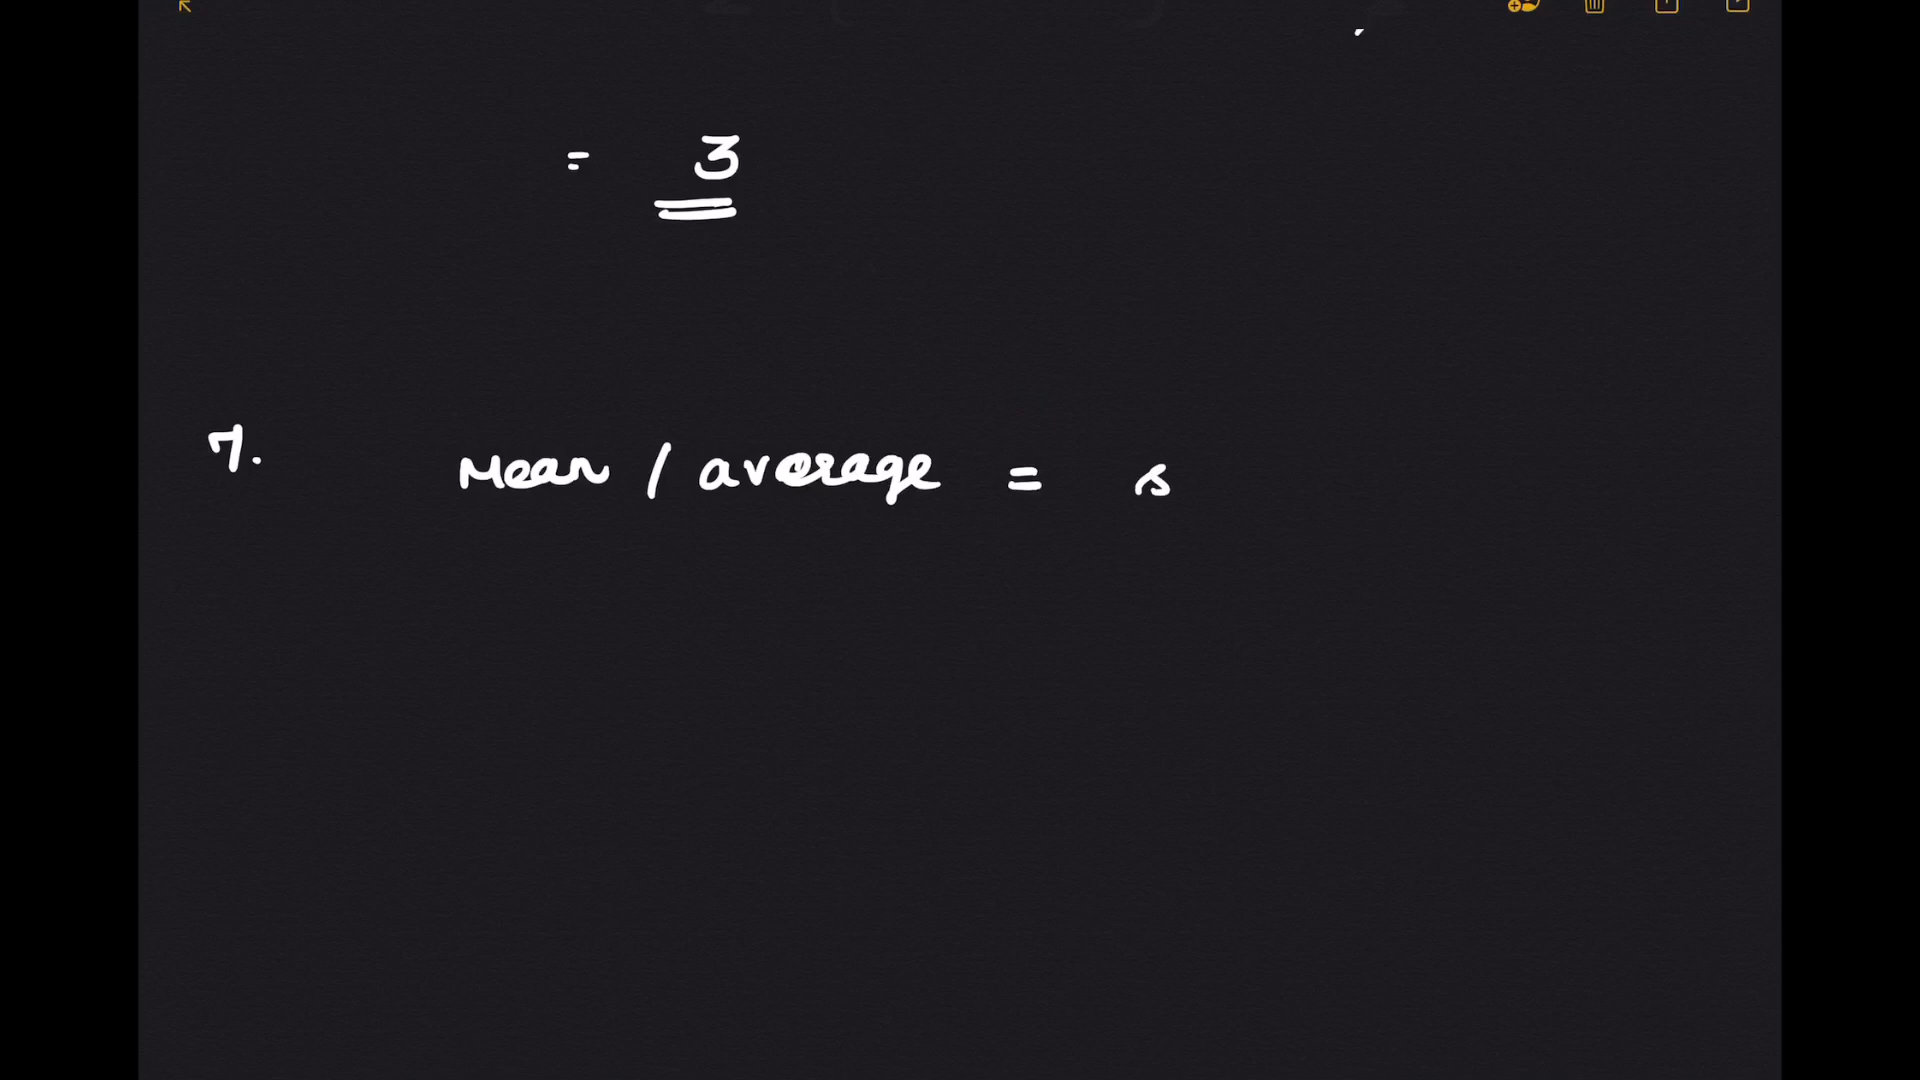 = 3
7. Mean / average = s